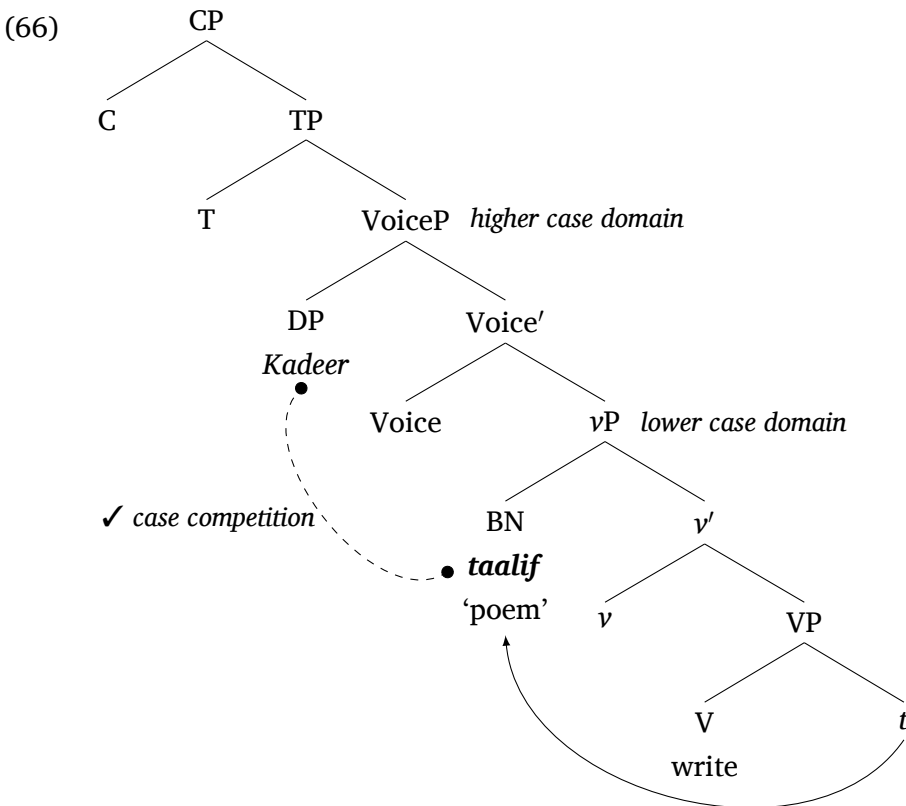 (66) CP
C TP
T VoiceP higher case domain
DP Voice′
Kadeer
Voice vP lower case domain
✓ case competition BN v′
taalif
‘poem’ v VP
V t
write